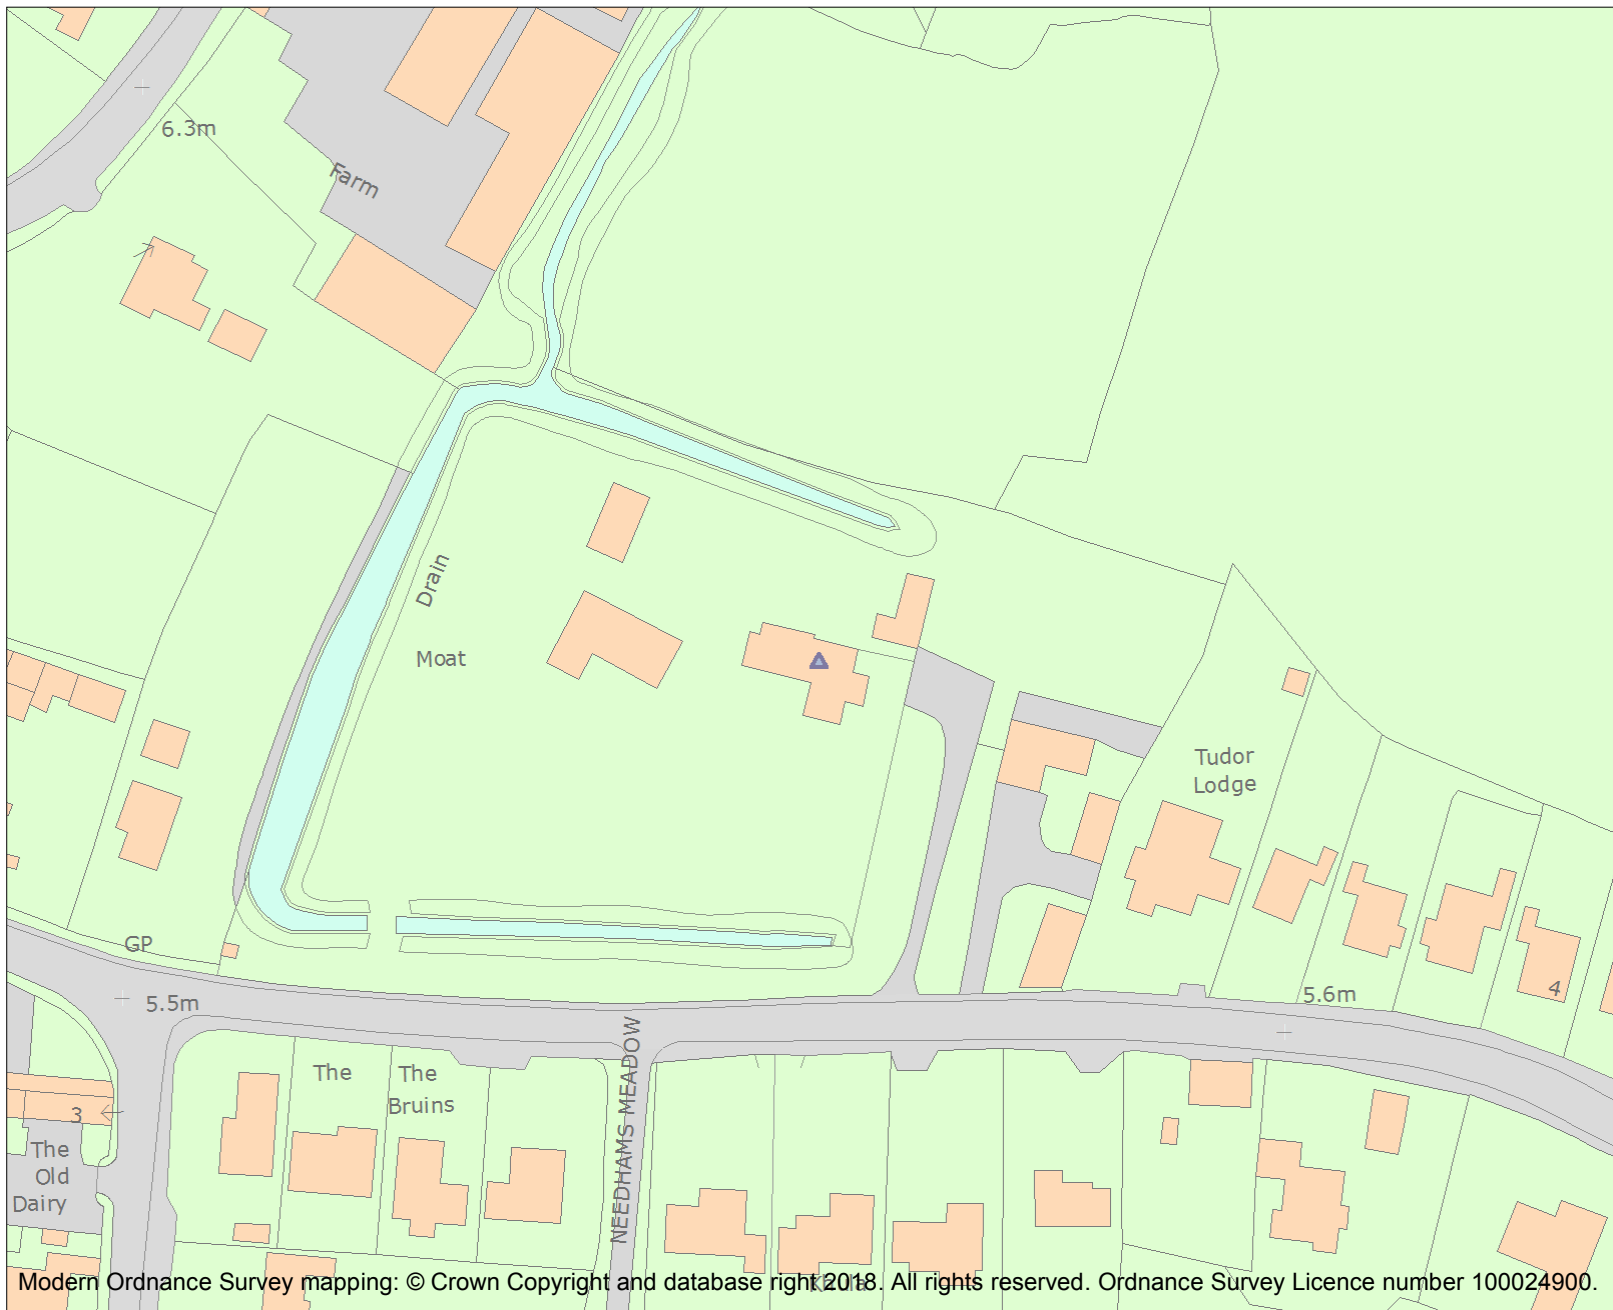 6.3m
Farm
Drain
Moat
Tudor
Lodge
GP
5.5m
5.6m
4
NEEDHAMS MEADOW
The
The
Bruins
3
The
Old
Dairy
Modern Ordnance Survey mapping: © Crown Copyright and database right 2018. All rights reserved. Ordnance Survey Licence number 100024900.